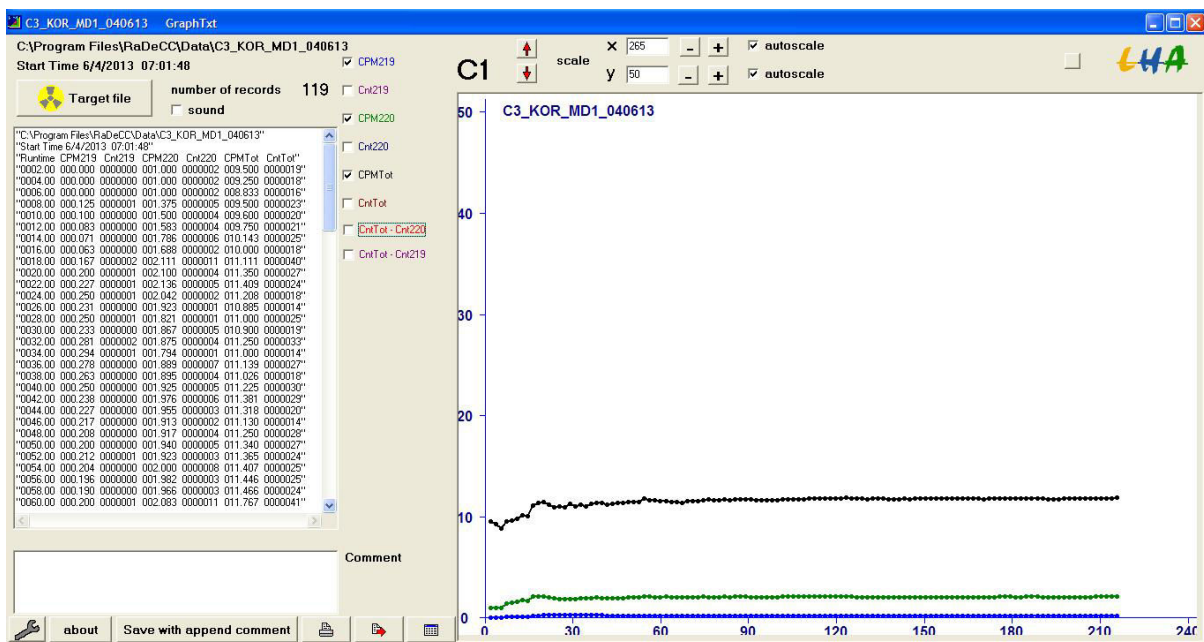 C3_KOR_MD1_040613 GraphTxt
C:\Program Files\RaDeCC\Data\C3_KOR_MD1_040613
Start Time 6/4/2013 07:01:48
Target file
number of records 119
sound
"C:\Program Files\RaDeCC\Data\C3_KOR_MD1_040613"
"Start Time 6/4/2013 07:01:48"
"Runtime CPM219 Cnt219 CPM220 Cnt220 CPMTot CntTot"
"0002.00 000.000 0000000 001.000 0000002 009.500 0000019"
"0004.00 000.000 0000000 001.000 0000002 009.250 0000018"
"0006.00 000.000 0000000 001.000 0000002 008.833 0000016"
"0008.00 000.125 0000001 001.375 0000005 009.500 0000023"
"0010.00 000.100 0000000 001.500 0000004 009.600 0000020"
"0012.00 000.083 0000000 001.583 0000004 009.750 0000021"
"0014.00 000.071 0000000 001.786 0000006 010.143 0000025"
"0016.00 000.063 0000000 001.688 0000002 010.000 0000018"
"0018.00 000.167 0000002 002.111 0000011 011.111 0000040"
"0020.00 000.200 0000001 002.100 0000004 011.350 0000027"
"0022.00 000.227 0000001 002.136 0000005 011.409 0000024"
"0024.00 000.250 0000001 002.042 0000002 011.208 0000018"
"0026.00 000.231 0000000 001.923 0000001 010.885 0000014"
"0028.00 000.250 0000001 001.821 0000001 011.000 0000025"
"0030.00 000.233 0000000 001.867 0000005 010.900 0000019"
"0032.00 000.281 0000002 001.875 0000004 011.250 0000033"
"0034.00 000.294 0000001 001.794 0000001 011.000 0000014"
"0036.00 000.278 0000000 001.889 0000007 011.139 0000027"
"0038.00 000.263 0000000 001.895 0000004 011.026 0000018"
"0040.00 000.250 0000000 001.925 0000005 011.225 0000030"
"0042.00 000.238 0000000 001.976 0000006 011.381 0000029"
"0044.00 000.227 0000000 001.955 0000003 011.318 0000020"
"0046.00 000.217 0000000 001.913 0000002 011.130 0000014"
"0048.00 000.208 0000000 001.917 0000004 011.250 0000028"
"0050.00 000.200 0000000 001.940 0000005 011.340 0000027"
"0052.00 000.212 0000001 001.923 0000003 011.365 0000024"
"0054.00 000.204 0000000 002.000 0000008 011.407 0000025"
"0056.00 000.196 0000000 001.982 0000003 011.446 0000025"
"0058.00 000.190 0000000 001.966 0000003 011.466 0000024"
"0060.00 000.200 0000001 002.083 0000011 011.767 0000041"
Comment
about
Save with append comment
CPM219
Cnt219
CPM220
Cnt220
CPMTot
CntTot
CntTot - Cnt220
CntTot - Cnt219
C1
scale
x 265 - + autoscale
y 50 - + autoscale
LHA
C3_KOR_MD1_040613
50
40
30
20
10
0
0 30 60 90 120 150 180 210 240